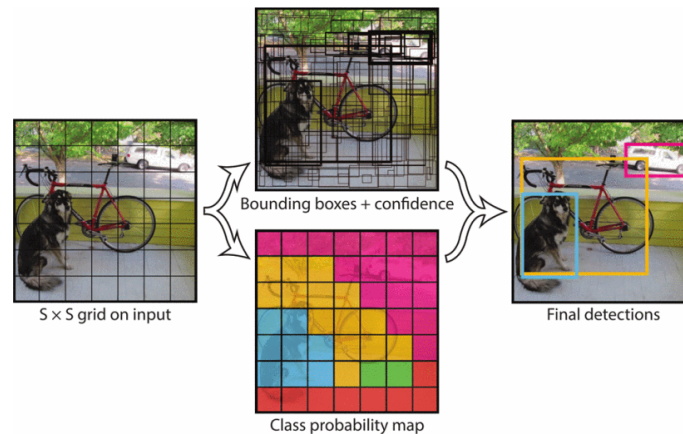 Bounding boxes + confidence
S × S grid on input
Final detections
Class probability map